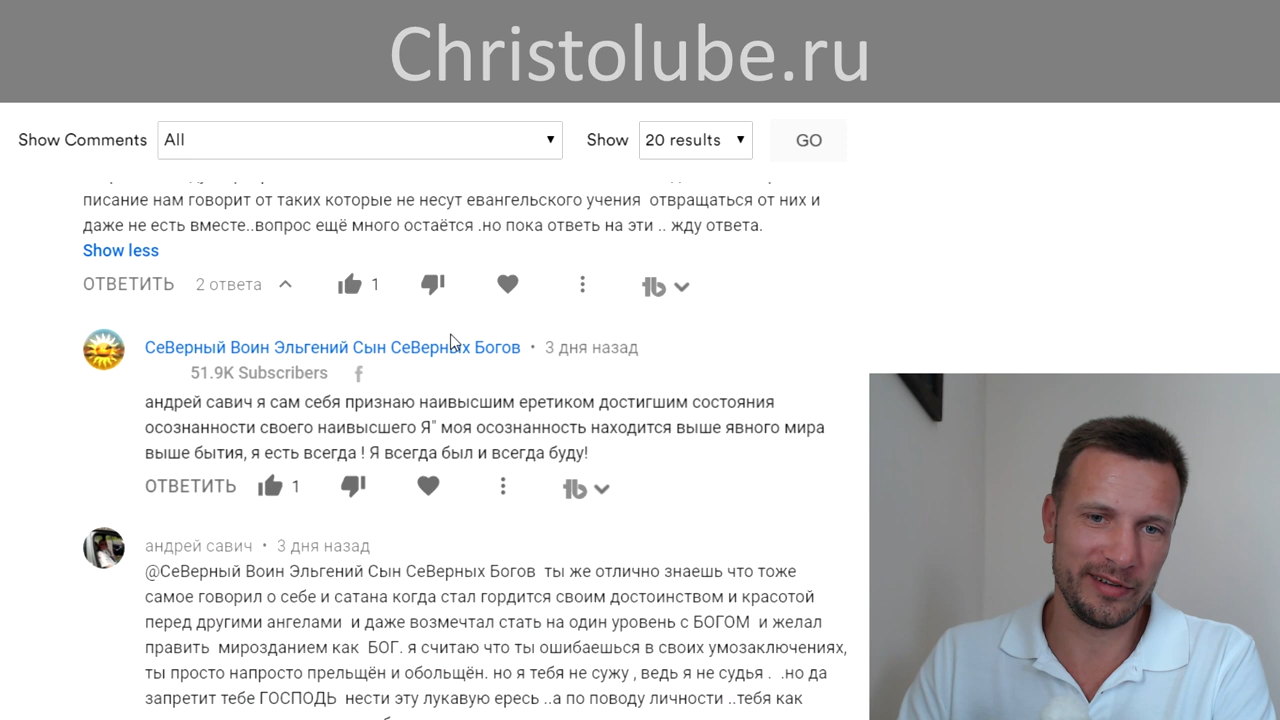 Christolube.ru
Show Comments All Show 20 results GO
писание нам говорит от таких которые не несут евангельского учения отвращаться от них и
даже не есть вместе..вопрос ещё много остаётся .но пока ответь на эти .. жду ответа.
Show less
ОТВЕТИТЬ 2 ответа 1
СеВерный Воин Эльгений Сын СеВерных Богов • 3 дня назад
51.9K Subscribers
андрей савич я сам себя признаю наивысшим еретиком достигшим состояния
осознанности своего наивысшего Я" моя осознанность находится выше явного мира
выше бытия, я есть всегда ! Я всегда был и всегда буду!
ОТВЕТИТЬ 1
андрей савич • 3 дня назад
@СеВерный Воин Эльгений Сын СеВерных Богов ты же отлично знаешь что тоже
самое говорил о себе и сатана когда стал гордится своим достоинством и красотой
перед другими ангелами и даже возмечтал стать на один уровень с БОГОМ и желал
править мирозданием как БОГ. я считаю что ты ошибаешься в своих умозаключениях,
ты просто напросто прельщён и обольщён. но я тебя не сужу , ведь я не судья . .но да
запретит тебе ГОСПОДЬ нести эту лукавую ересь ..а по поводу личности ..тебя как